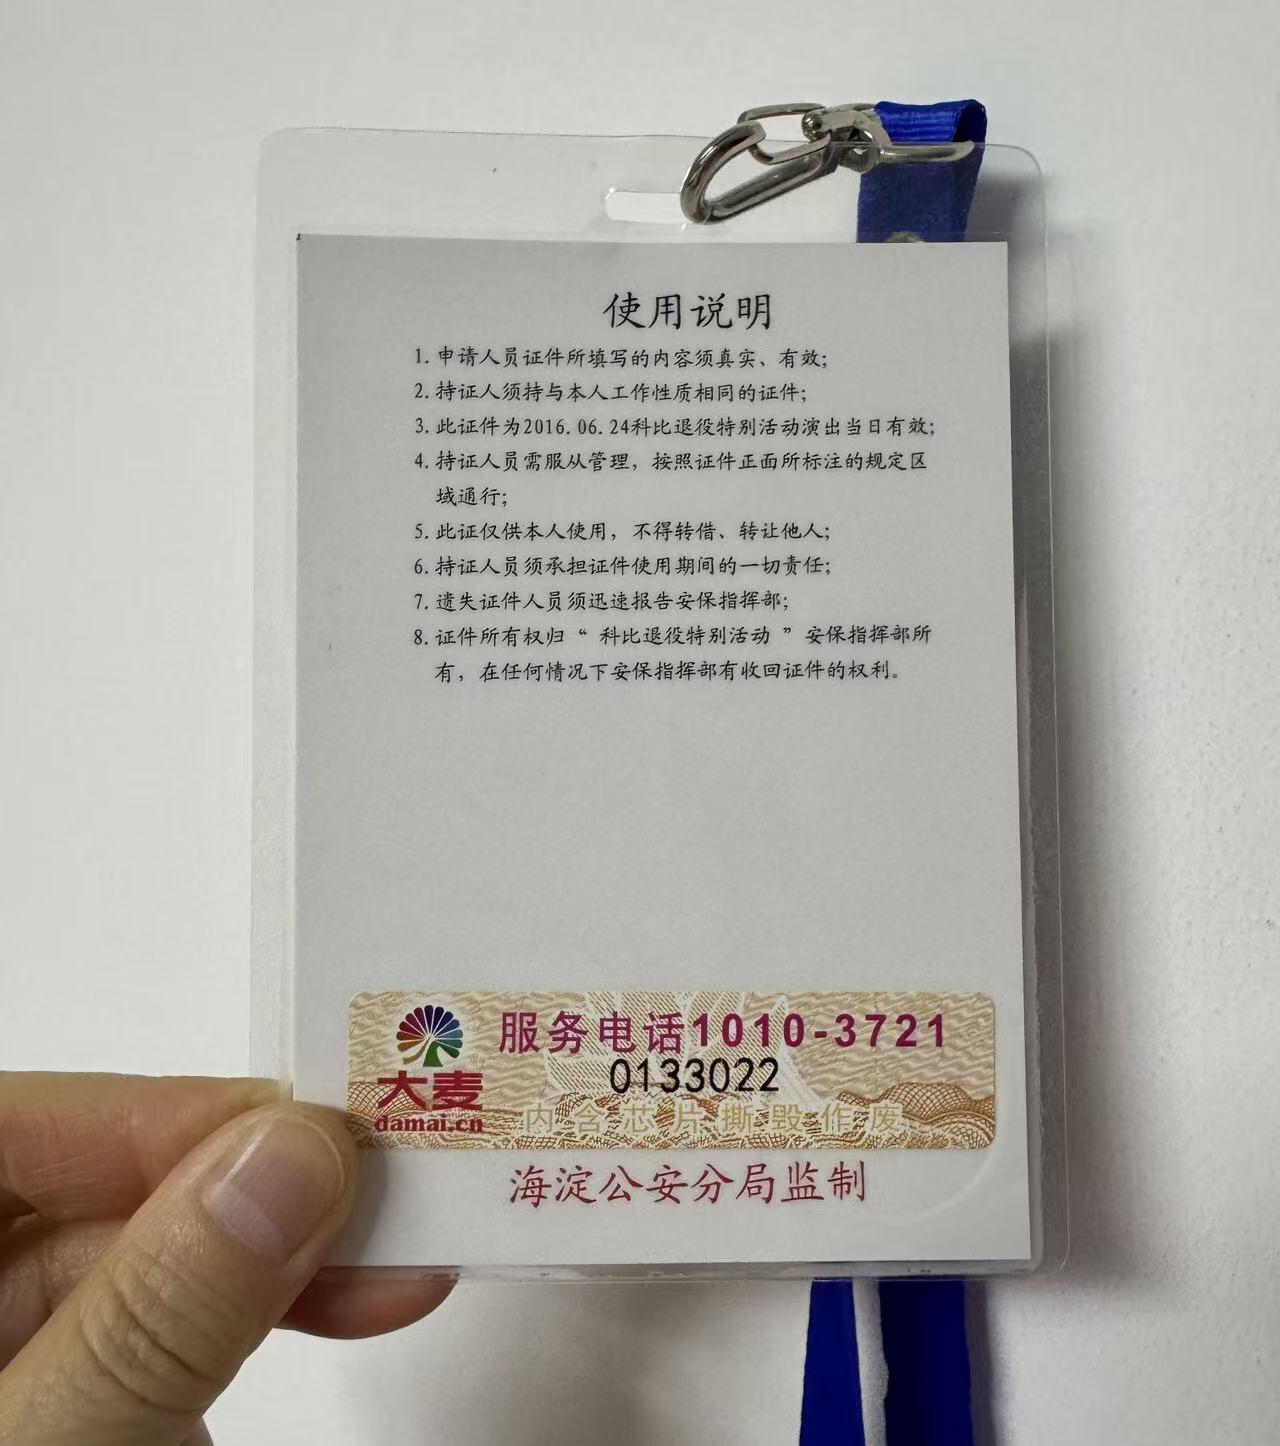 使用说明
1. 申请人员证件所填写的内容须真实、有效；
2. 持证人须持与本人工作性质相同的证件；
3. 此证件为2016.06.24科比退役特别活动演出当日有效；
4. 持证人员需服从管理，按照证件正面所标注的规定区
域通行；
5. 此证仅供本人使用，不得转借、转让他人；
6. 持证人员须承担证件使用期间的一切责任；
7. 遗失证件人员须迅速报告安保指挥部；
8. 证件所有权归“ 科比退役特别活动 ”安保指挥部所
有，在任何情况下安保指挥部有收回证件的权利。
服务电话1010-3721
0133022
大麦
damai.cn
内含芯片撕毁作废
海淀公安分局监制